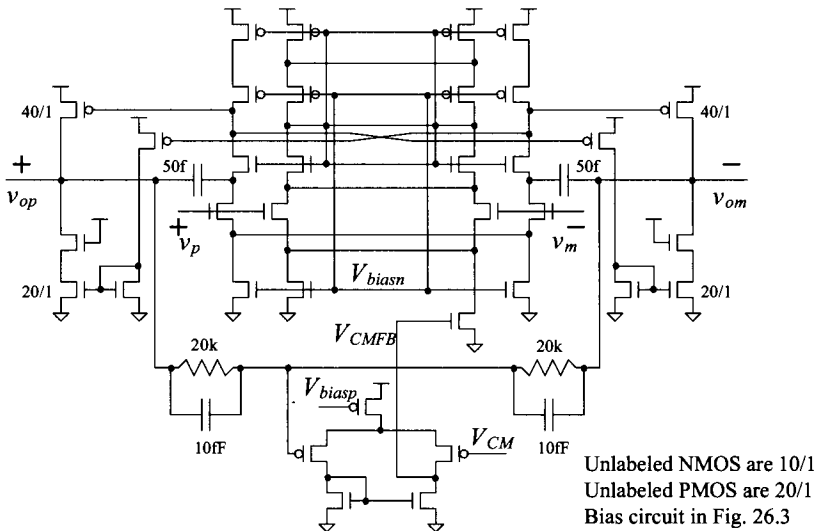 40/1
40/1
+
−
50f
50f
v_op
v_om
+
v_p
−
v_m
V_biasn
20/1
20/1
V_CMFB
20k
20k
V_biasp
10fF
V_CM
10fF
Unlabeled NMOS are 10/1
Unlabeled PMOS are 20/1
Bias circuit in Fig. 26.3